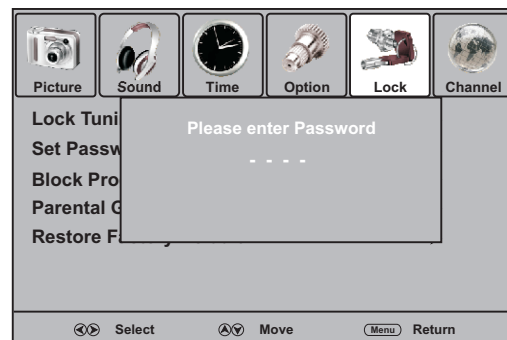 Picture Sound Time Option Lock Channel
Lock Tuni
Please enter Password
Set Passw
- - - -
Block Pro
Parental G
Restore F
Select Move Menu Return